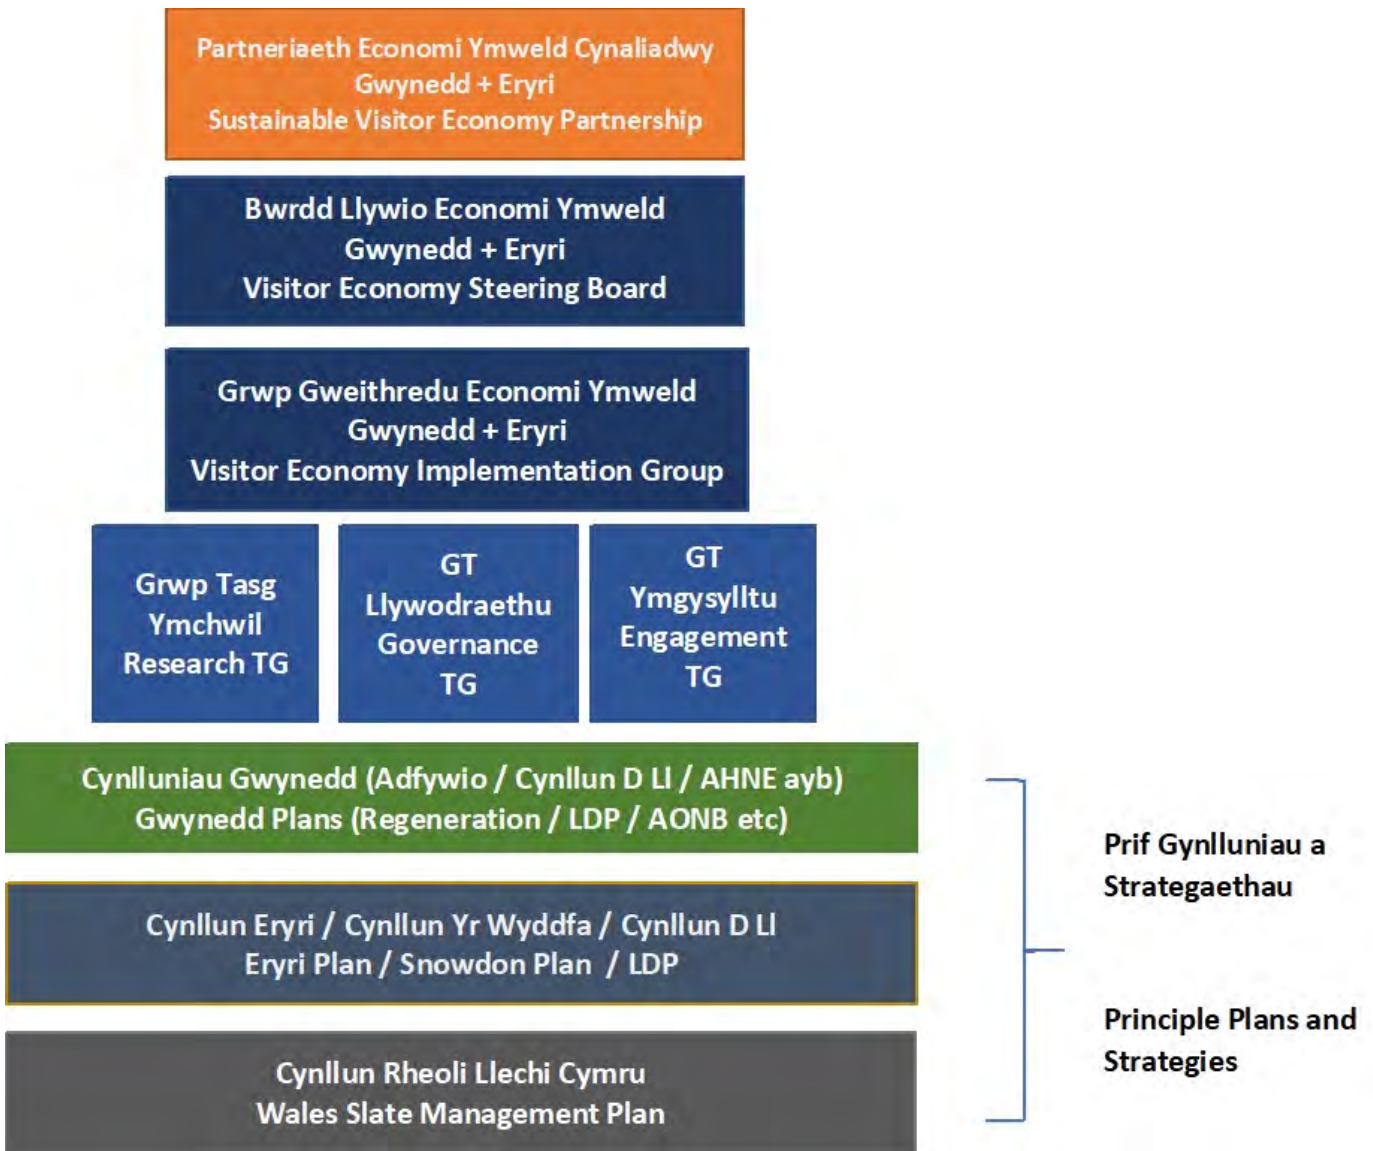 Partneriaeth Economi Ymweld Cynaliadwy
Gwynedd + Eryri
Sustainable Visitor Economy Partnership
Bwrdd Llywio Economi Ymweld
Gwynedd + Eryri
Visitor Economy Steering Board
Grwp Gweithredu Economi Ymweld
Gwynedd + Eryri
Visitor Economy Implementation Group
Grwp Tasg
Ymchwil
Research TG
GT
Llywodraethu
Governance
TG
GT
Ymgysylltu
Engagement
TG
Cynlluniau Gwynedd (Adfywio / Cynllun D Ll / AHNE ayb)
Gwynedd Plans (Regeneration / LDP / AONB etc)
Cynllun Eryri / Cynllun Yr Wyddfa / Cynllun D Ll
Eryri Plan / Snowdon Plan / LDP
Cynllun Rheoli Llechi Cymru
Wales Slate Management Plan
Prif Gynlluniau a
Strategaethau
Principle Plans and
Strategies